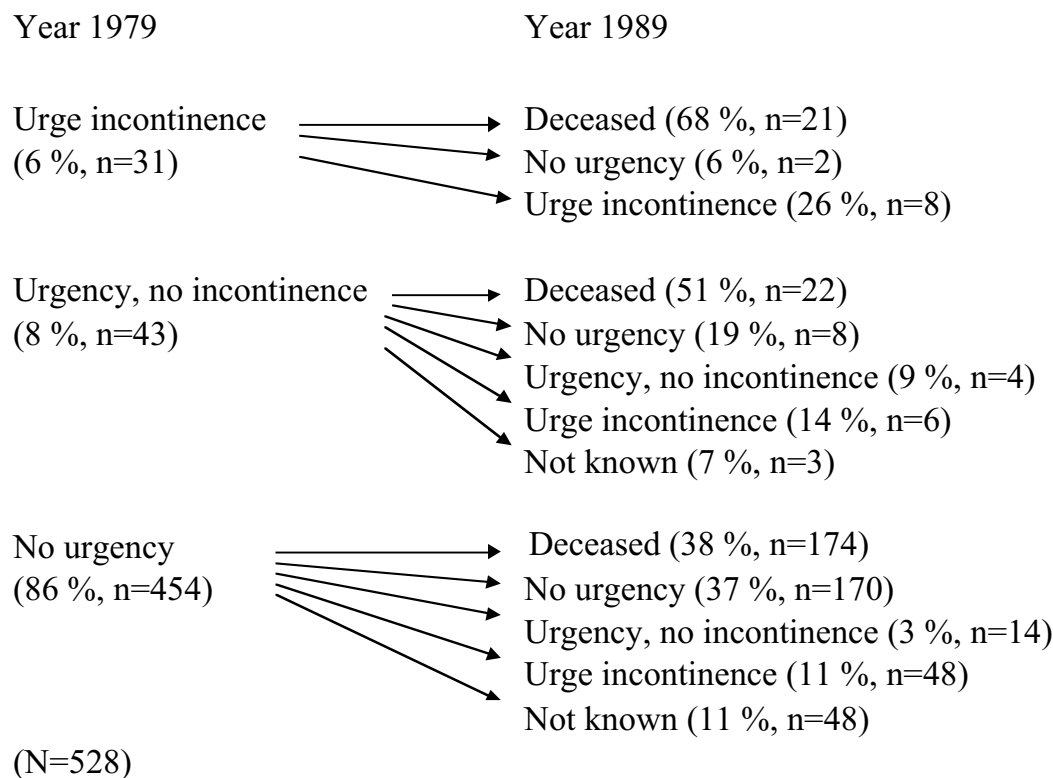 Year 1979 Year 1989
Urge incontinence Deceased (68 %, n=21)
(6 %, n=31) No urgency (6 %, n=2)
Urge incontinence (26 %, n=8)
Urgency, no incontinence Deceased (51 %, n=22)
(8 %, n=43) No urgency (19 %, n=8)
Urgency, no incontinence (9 %, n=4)
Urge incontinence (14 %, n=6)
Not known (7 %, n=3)
No urgency Deceased (38 %, n=174)
(86 %, n=454) No urgency (37 %, n=170)
Urgency, no incontinence (3 %, n=14)
Urge incontinence (11 %, n=48)
Not known (11 %, n=48)
(N=528)